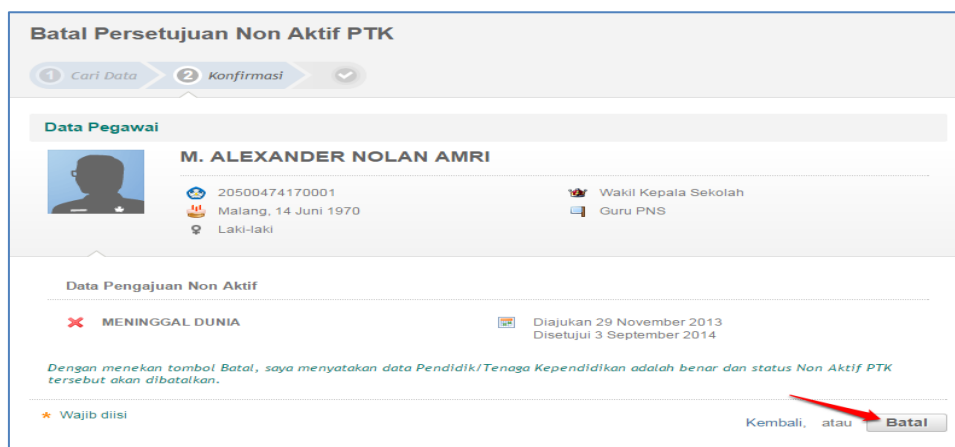 Batal Persetujuan Non Aktif PTK
1 Cari Data 2 Konfirmasi
Data Pegawai
M. ALEXANDER NOLAN AMRI
20500474170001 Wakil Kepala Sekolah
Malang, 14 Juni 1970 Guru PNS
Laki-laki
Data Pengajuan Non Aktif
MENINGGAL DUNIA Diajukan 29 November 2013
Disetujui 3 September 2014
Dengan menekan tombol Batal, saya menyatakan data Pendidik/Tenaga Kependidikan adalah benar dan status Non Aktif PTK
tersebut akan dibatalkan.
* Wajib diisi
Kembali, atau Batal